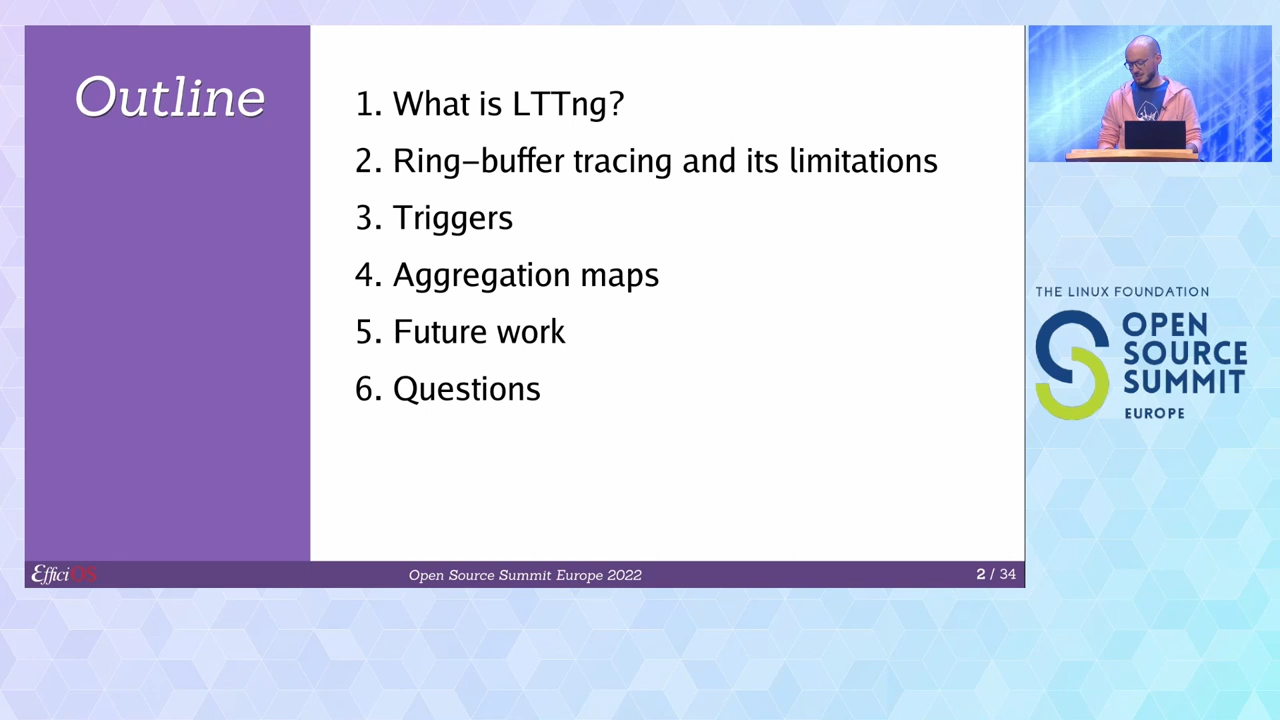 Outline
1. What is LTTng?
2. Ring-buffer tracing and its limitations
3. Triggers
4. Aggregation maps
5. Future work
6. Questions
EfficiOS
Open Source Summit Europe 2022
2 / 34
THE LINUX FOUNDATION
OPEN
SOURCE
SUMMIT
EUROPE